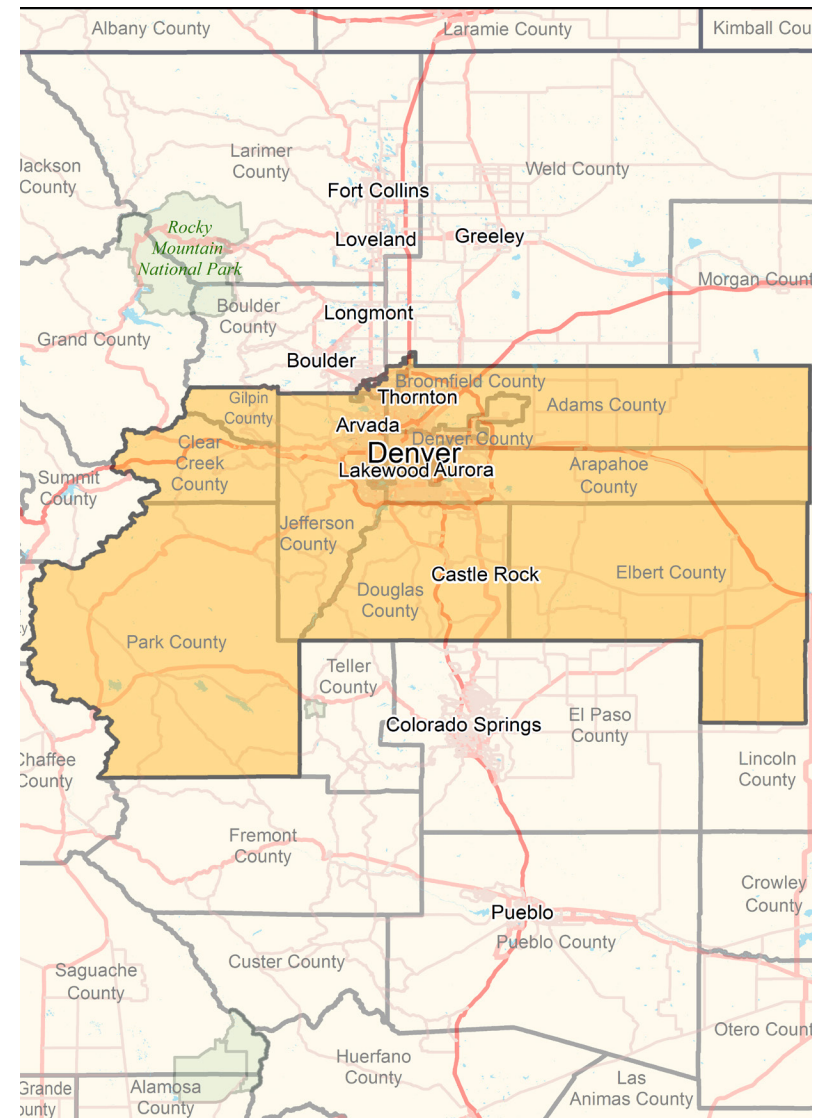 Albany County
Laramie County
Kimball Cou
Jackson
County
Larimer
County
Weld County
Fort Collins
Rocky
Mountain
National Park
Loveland
Greeley
Morgan Count
Boulder
County
Longmont
Grand County
Boulder
Broomfield County
Gilpin
County
Thornton
Adams County
Arvada
Clear
Creek
County
Denver County
Denver
Lakewood
Aurora
Arapahoe
County
Summit
County
Jefferson
County
Castle Rock
Elbert County
Douglas
County
Park County
Teller
County
Colorado Springs
El Paso
County
Chaffee
County
Lincoln
County
Fremont
County
Crowley
County
Pueblo
Pueblo County
Custer County
Saguache
County
Otero Count
Huerfano
County
Las
Animas County
Grande
ounty
Alamosa
County